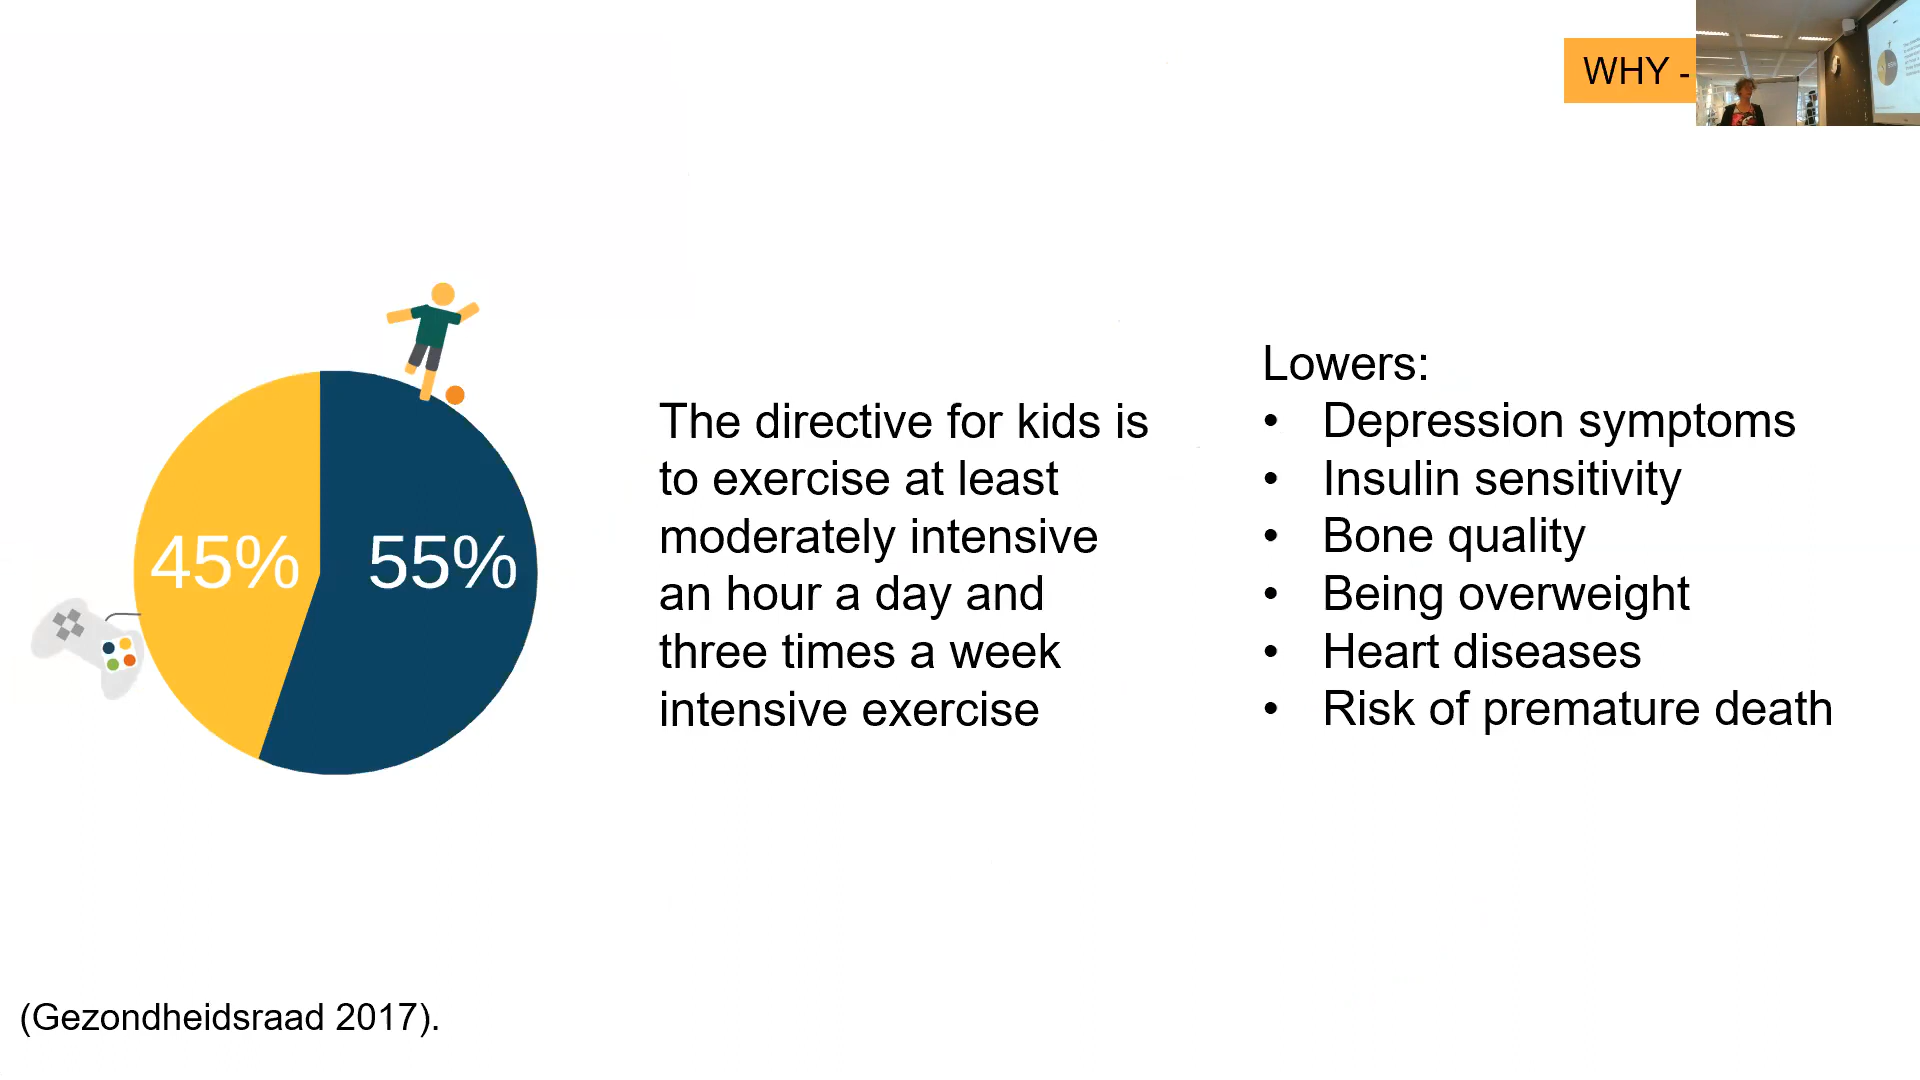 WHY -
45%
55%
The directive for kids is
to exercise at least
moderately intensive
an hour a day and
three times a week
intensive exercise
Lowers:
• Depression symptoms
• Insulin sensitivity
• Bone quality
• Being overweight
• Heart diseases
• Risk of premature death
(Gezondheidsraad 2017).